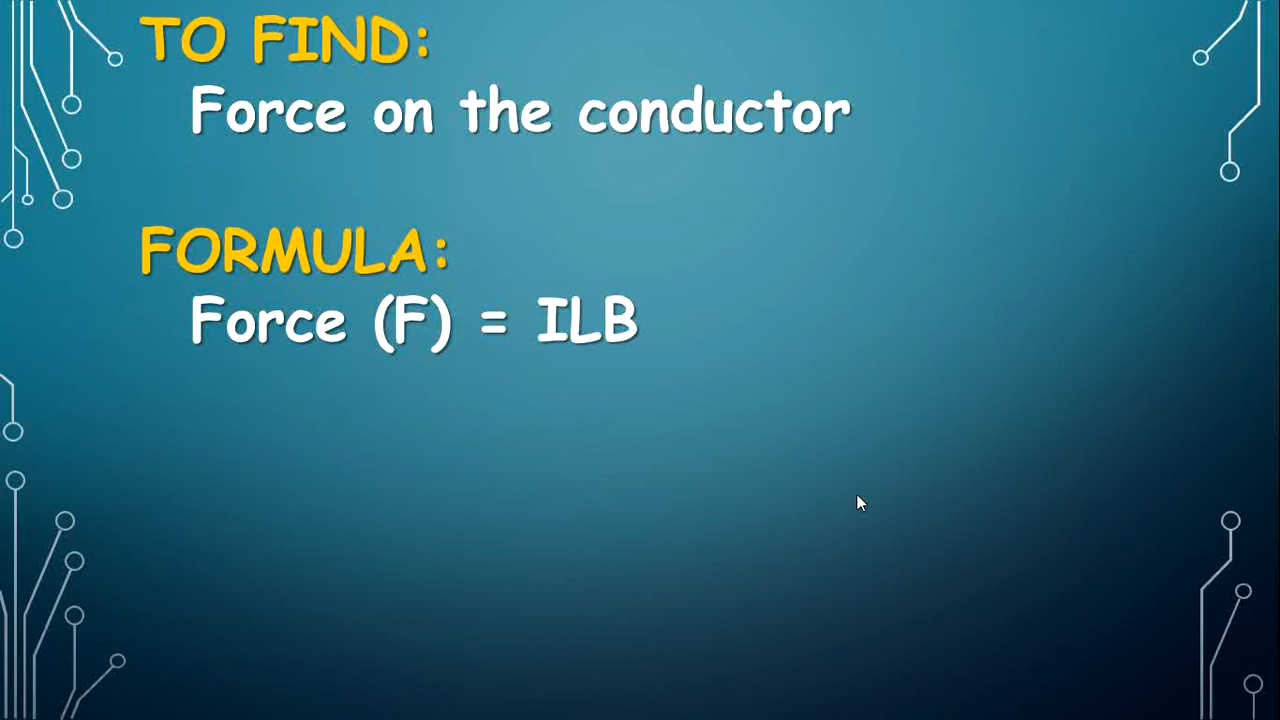 TO FIND:
Force on the conductor
FORMULA:
Force (F) = ILB